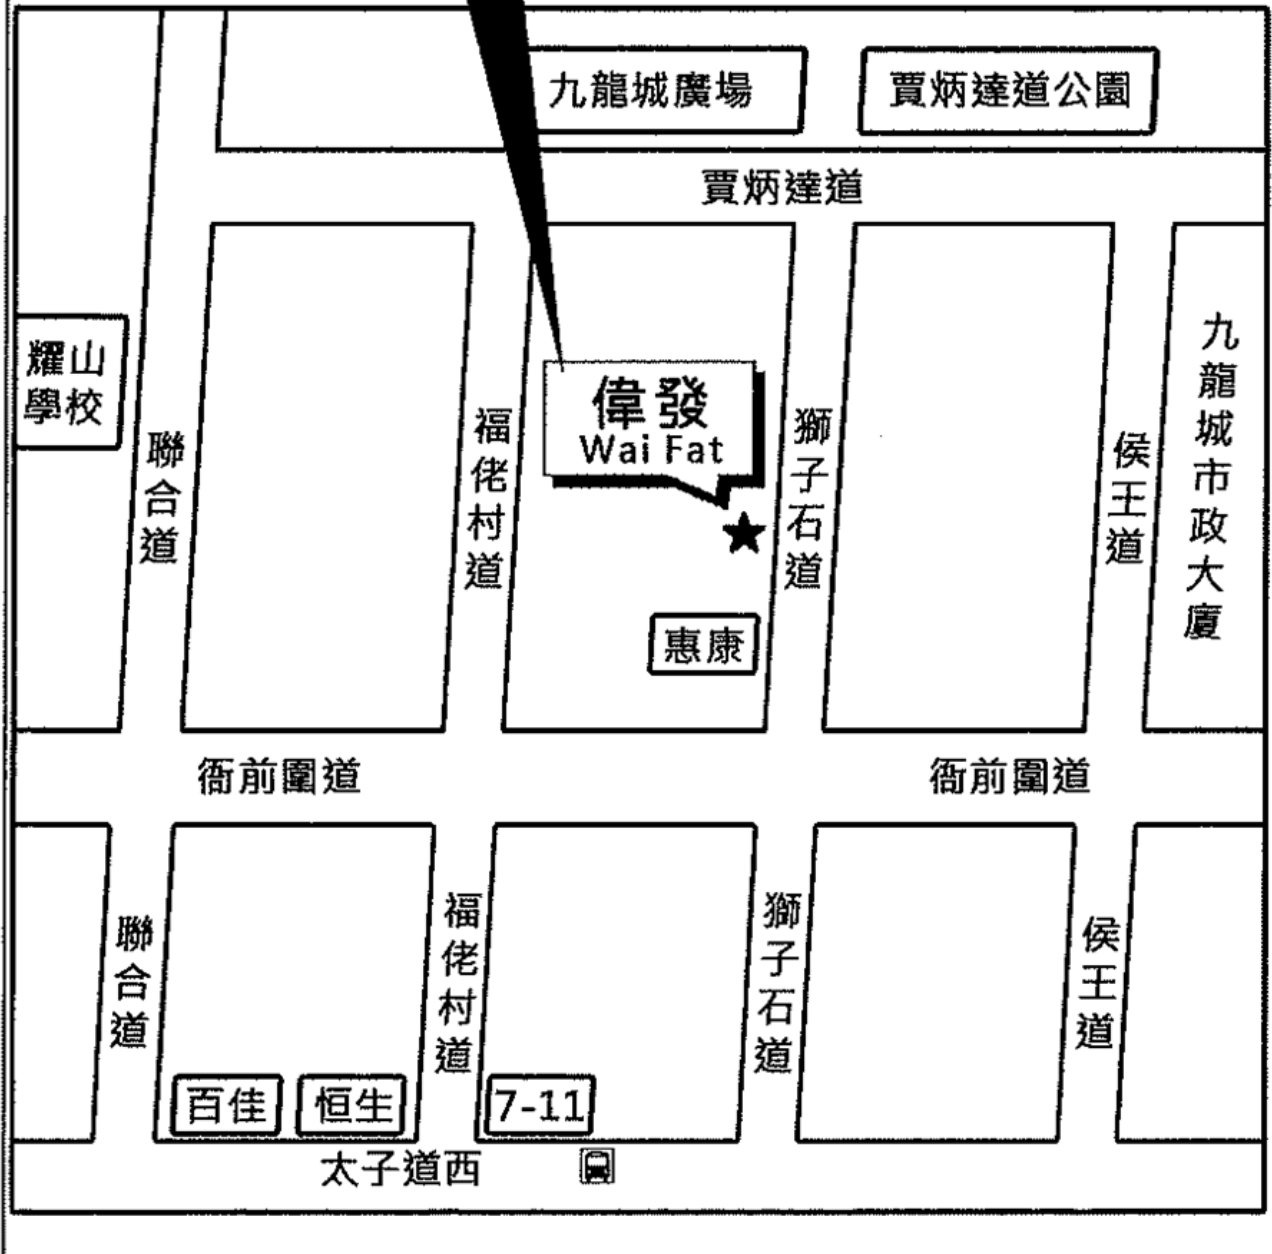 九龍城廣場
賈炳達道公園
賈炳達道
耀山
學校
聯合道
福佬村道
偉發
Wai Fat
獅子石道
侯王道
九龍城市政大廈
惠康
衙前圍道
衙前圍道
聯合道
福佬村道
獅子石道
侯王道
百佳
恒生
7-11
太子道西